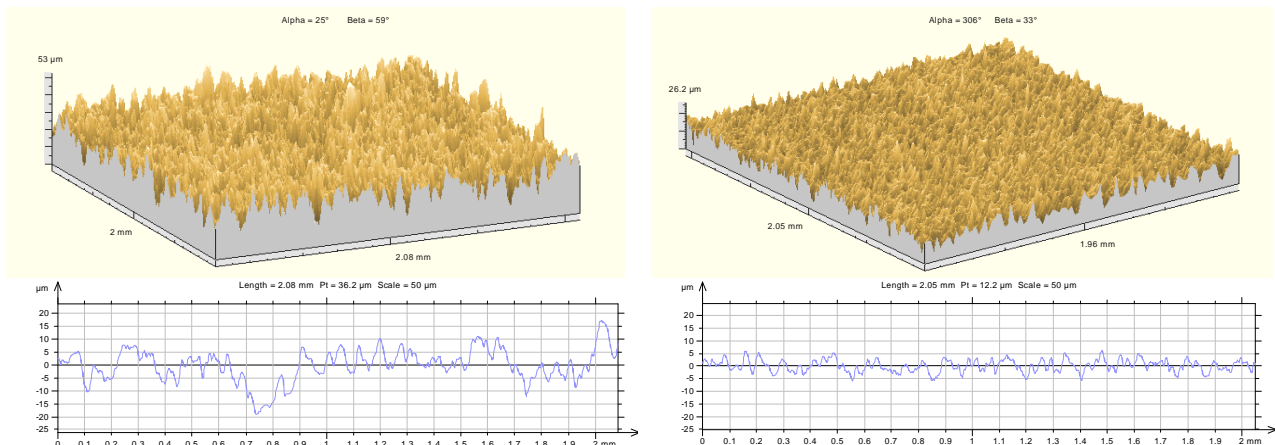 Alpha = 25° Beta = 59°
53 µm
2 mm
2.08 mm
Length = 2.08 mm Pt = 36.2 µm Scale = 50 µm
µm
20
15
10
5
0
-5
-10
-15
-20
-25
0 0.1 0.2 0.3 0.4 0.5 0.6 0.7 0.8 0.9 1 1.1 1.2 1.3 1.4 1.5 1.6 1.7 1.8 1.9 2 mm
Alpha = 306° Beta = 33°
26.2 µm
2.05 mm
1.96 mm
Length = 2.05 mm Pt = 12.2 µm Scale = 50 µm
µm
20
15
10
5
0
-5
-10
-15
-20
-25
0 0.1 0.2 0.3 0.4 0.5 0.6 0.7 0.8 0.9 1 1.1 1.2 1.3 1.4 1.5 1.6 1.7 1.8 1.9 2 mm